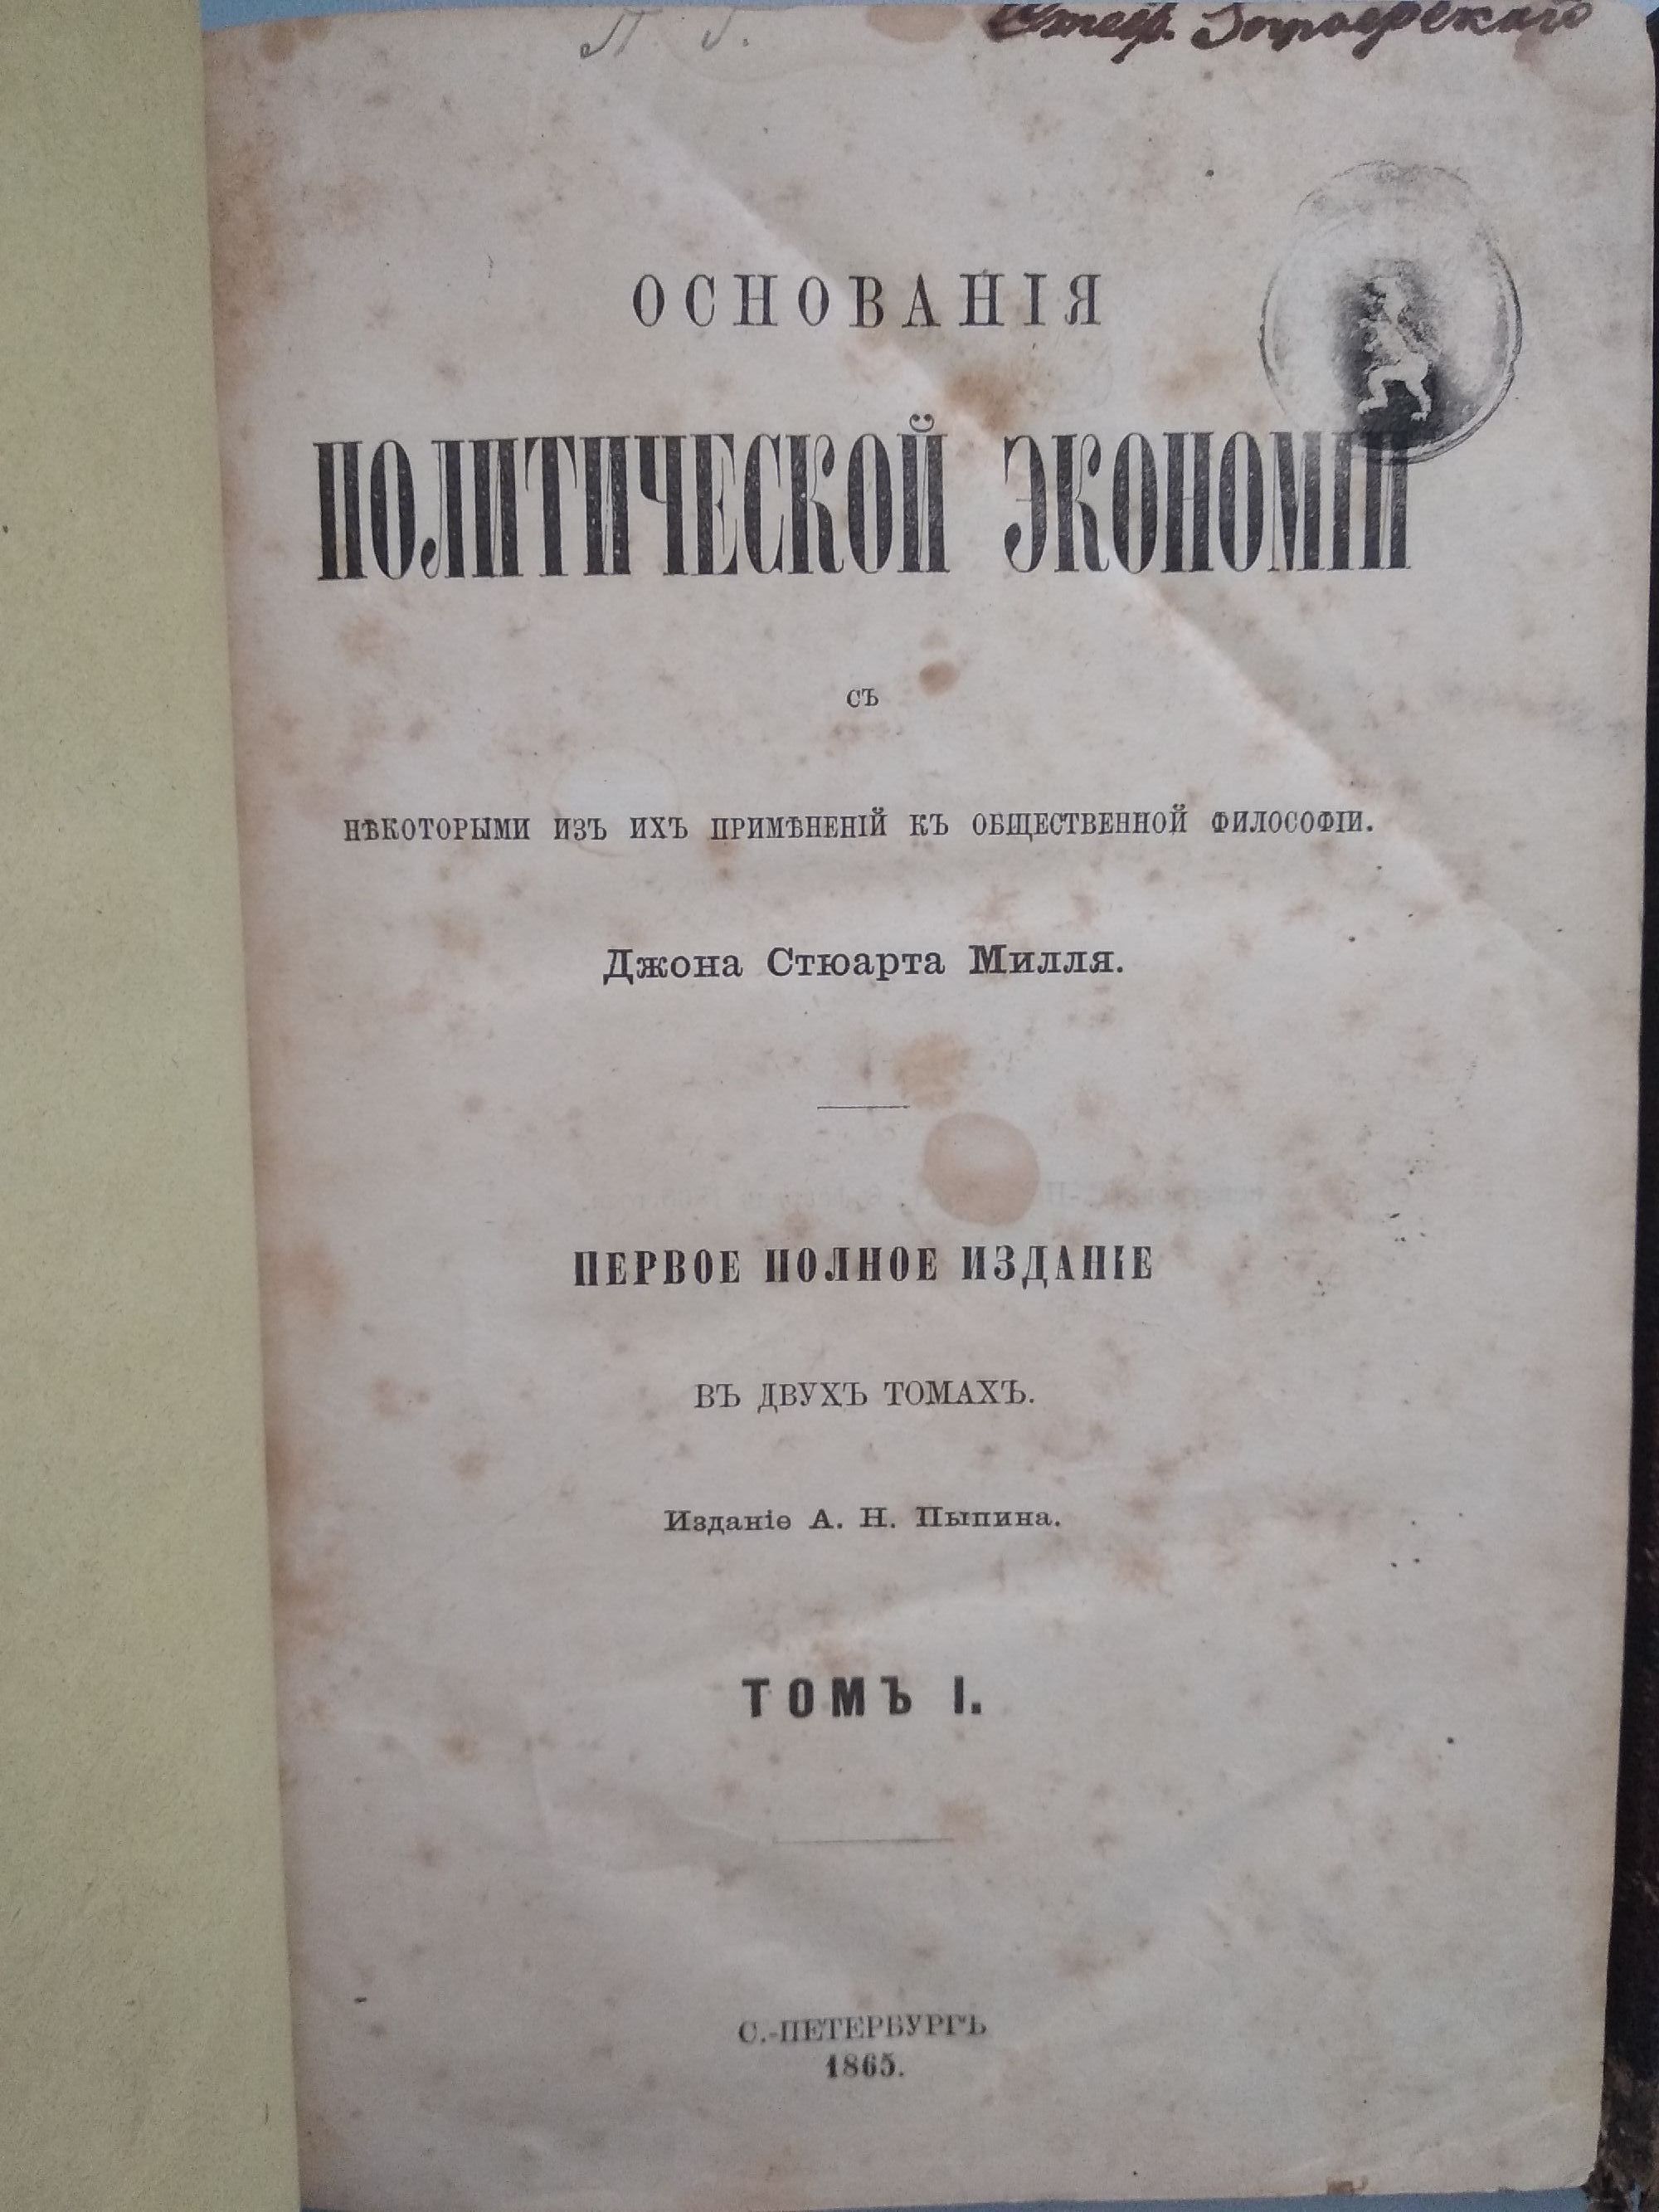 П. Г.
ОСНОВАНІЯ
ПОЛИТИЧЕСКОЙ ЭКОНОМІИ
СЪ
НѢКОТОРЫМИ ИЗЪ ИХЪ ПРИМѢНЕНІЙ КЪ ОБЩЕСТВЕННОЙ ФИЛОСОФІИ.
Джона Стюарта Милля.
ПЕРВОЕ ПОЛНОЕ ИЗДАНІЕ
ВЪ ДВУХЪ ТОМАХЪ.
Изданіе А. Н. Пыпина.
ТОМЪ I.
С.-ПЕТЕРБУРГЪ
1865.